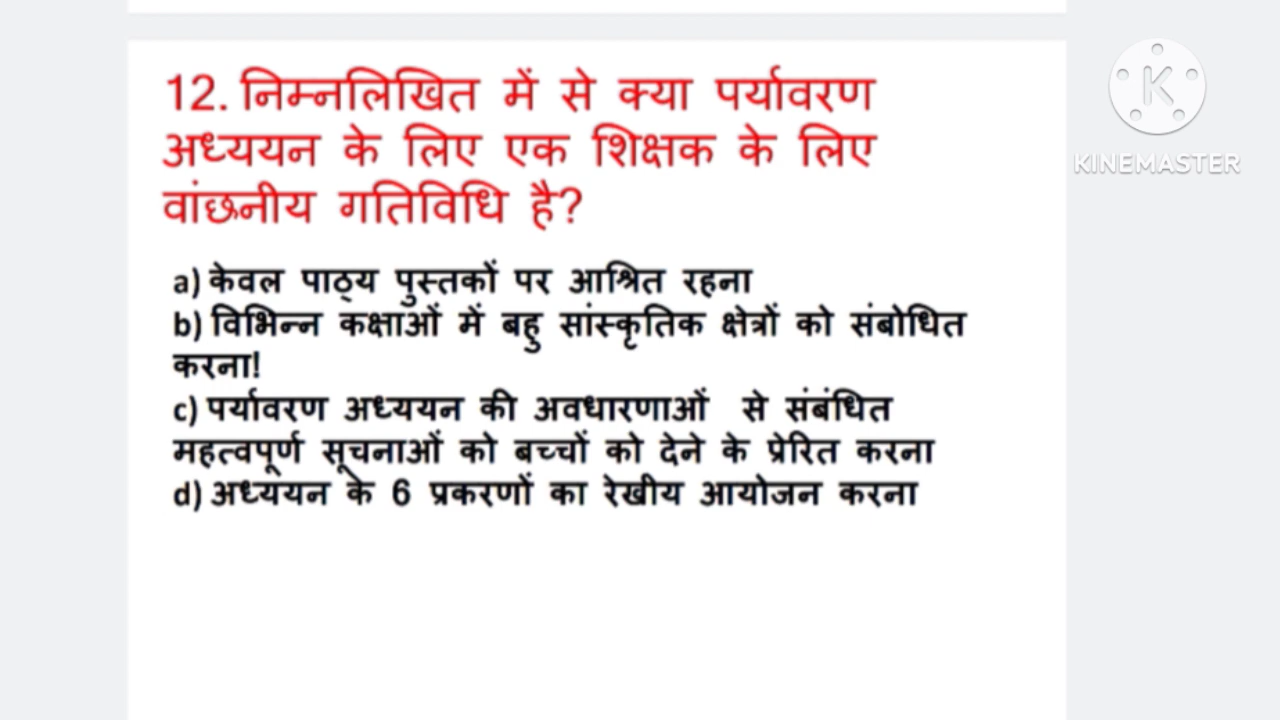 12. निम्नलिखित में से क्या पर्यावरण
अध्ययन के लिए एक शिक्षक के लिए
वांछनीय गतिविधि है?
a) केवल पाठ्य पुस्तकों पर आश्रित रहना
b) विभिन्न कक्षाओं में बहु सांस्कृतिक क्षेत्रों को संबोधित
करना!
c) पर्यावरण अध्ययन की अवधारणाओं से संबंधित
महत्वपूर्ण सूचनाओं को बच्चों को देने के प्रेरित करना
d) अध्ययन के 6 प्रकरणों का रेखीय आयोजन करना
K
KINEMASTER